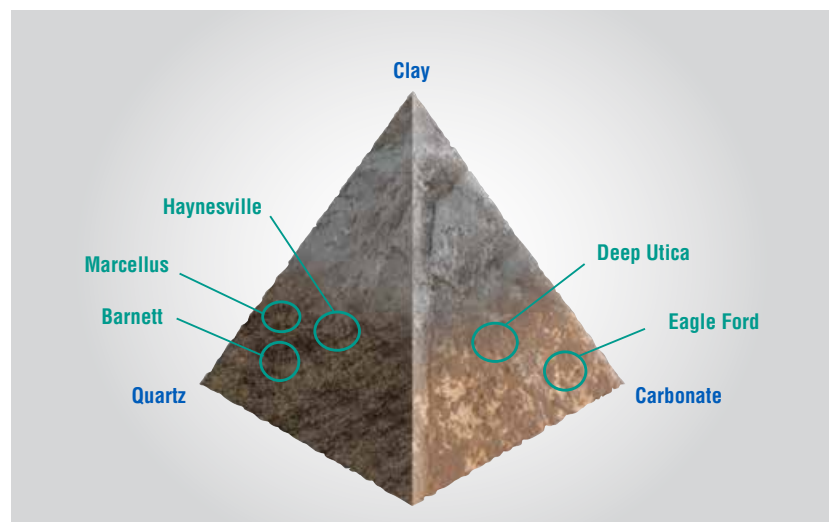 Clay
Haynesville
Marcellus
Barnett
Deep Utica
Eagle Ford
Quartz
Carbonate